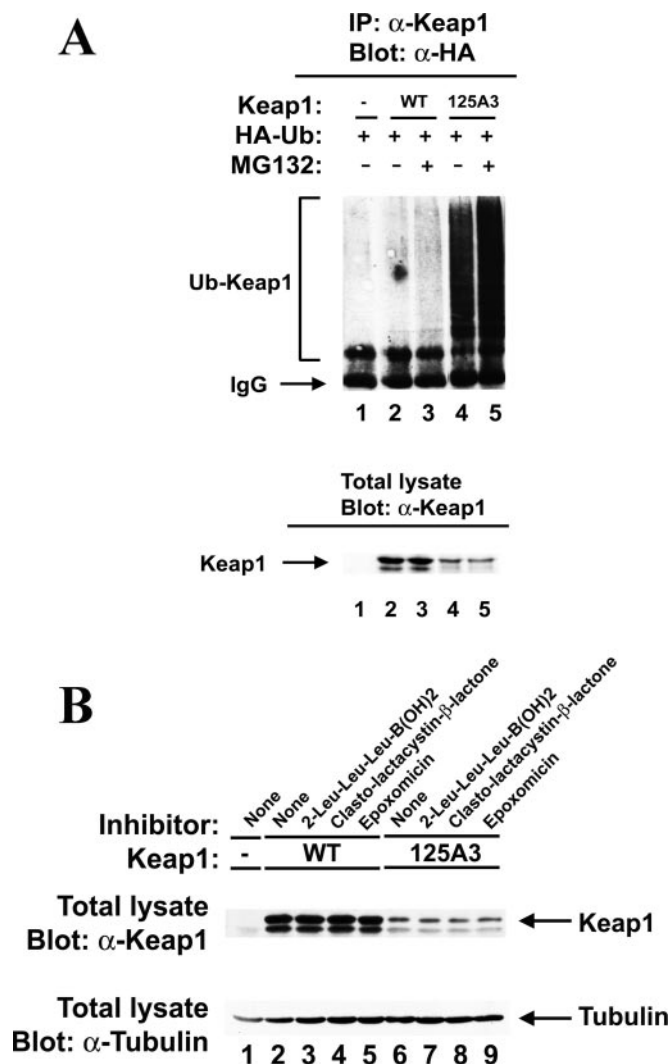 A
IP: α-Keap1
Blot: α-HA
Keap1: - WT 125A3
HA-Ub: + + + + +
MG132: - - + - +
Ub-Keap1
IgG
1 2 3 4 5
Total lysate
Blot: α-Keap1
Keap1
1 2 3 4 5
B
Inhibitor: None None 2-Leu-Leu-Leu-B(OH)2 Clasto-lactacystin-β-lactone Epoxomicin None 2-Leu-Leu-Leu-B(OH)2 Clasto-lactacystin-β-lactone Epoxomicin
Keap1: - WT 125A3
Total lysate
Blot: α-Keap1
Keap1
Total lysate
Blot: α-Tubulin
Tubulin
1 2 3 4 5 6 7 8 9